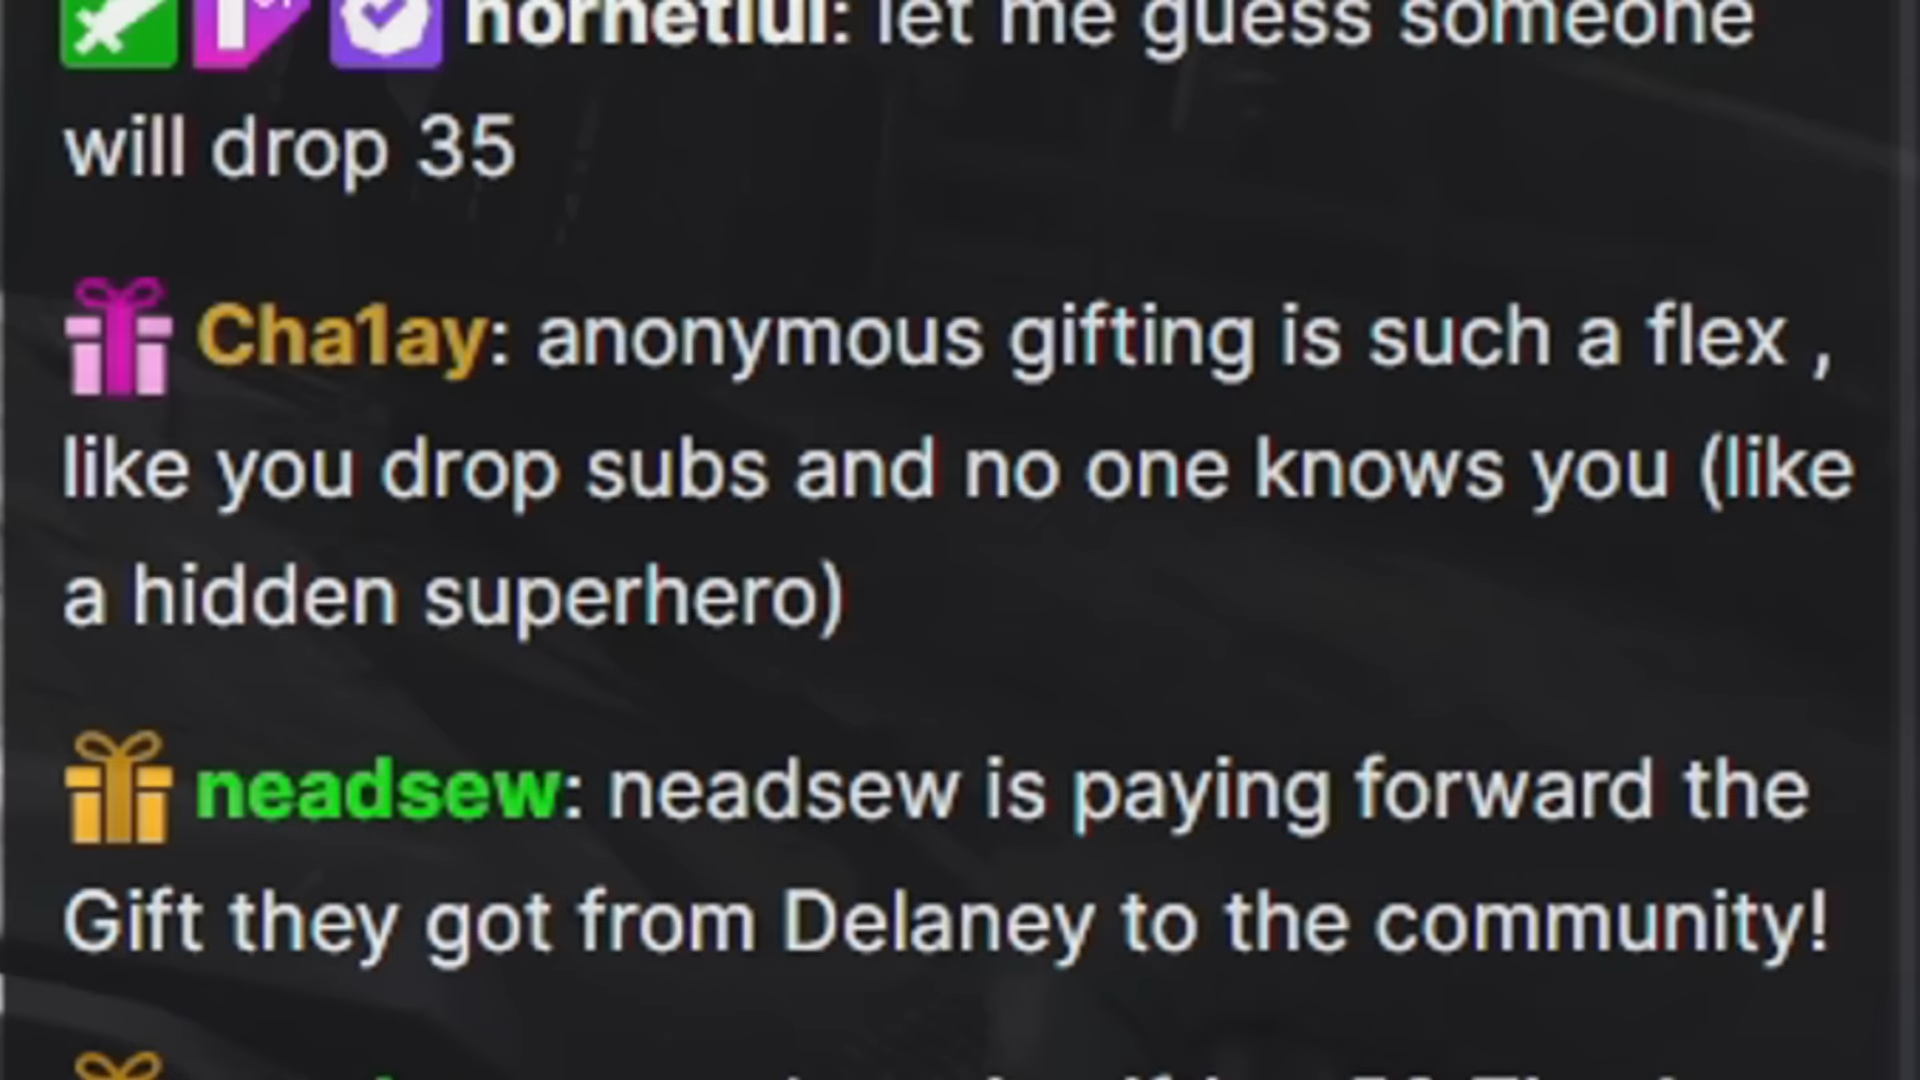 hornetlul: let me guess someone
will drop 35
Cha1ay: anonymous gifting is such a flex ,
like you drop subs and no one knows you (like
a hidden superhero)
neadsew: neadsew is paying forward the
Gift they got from Delaney to the community!